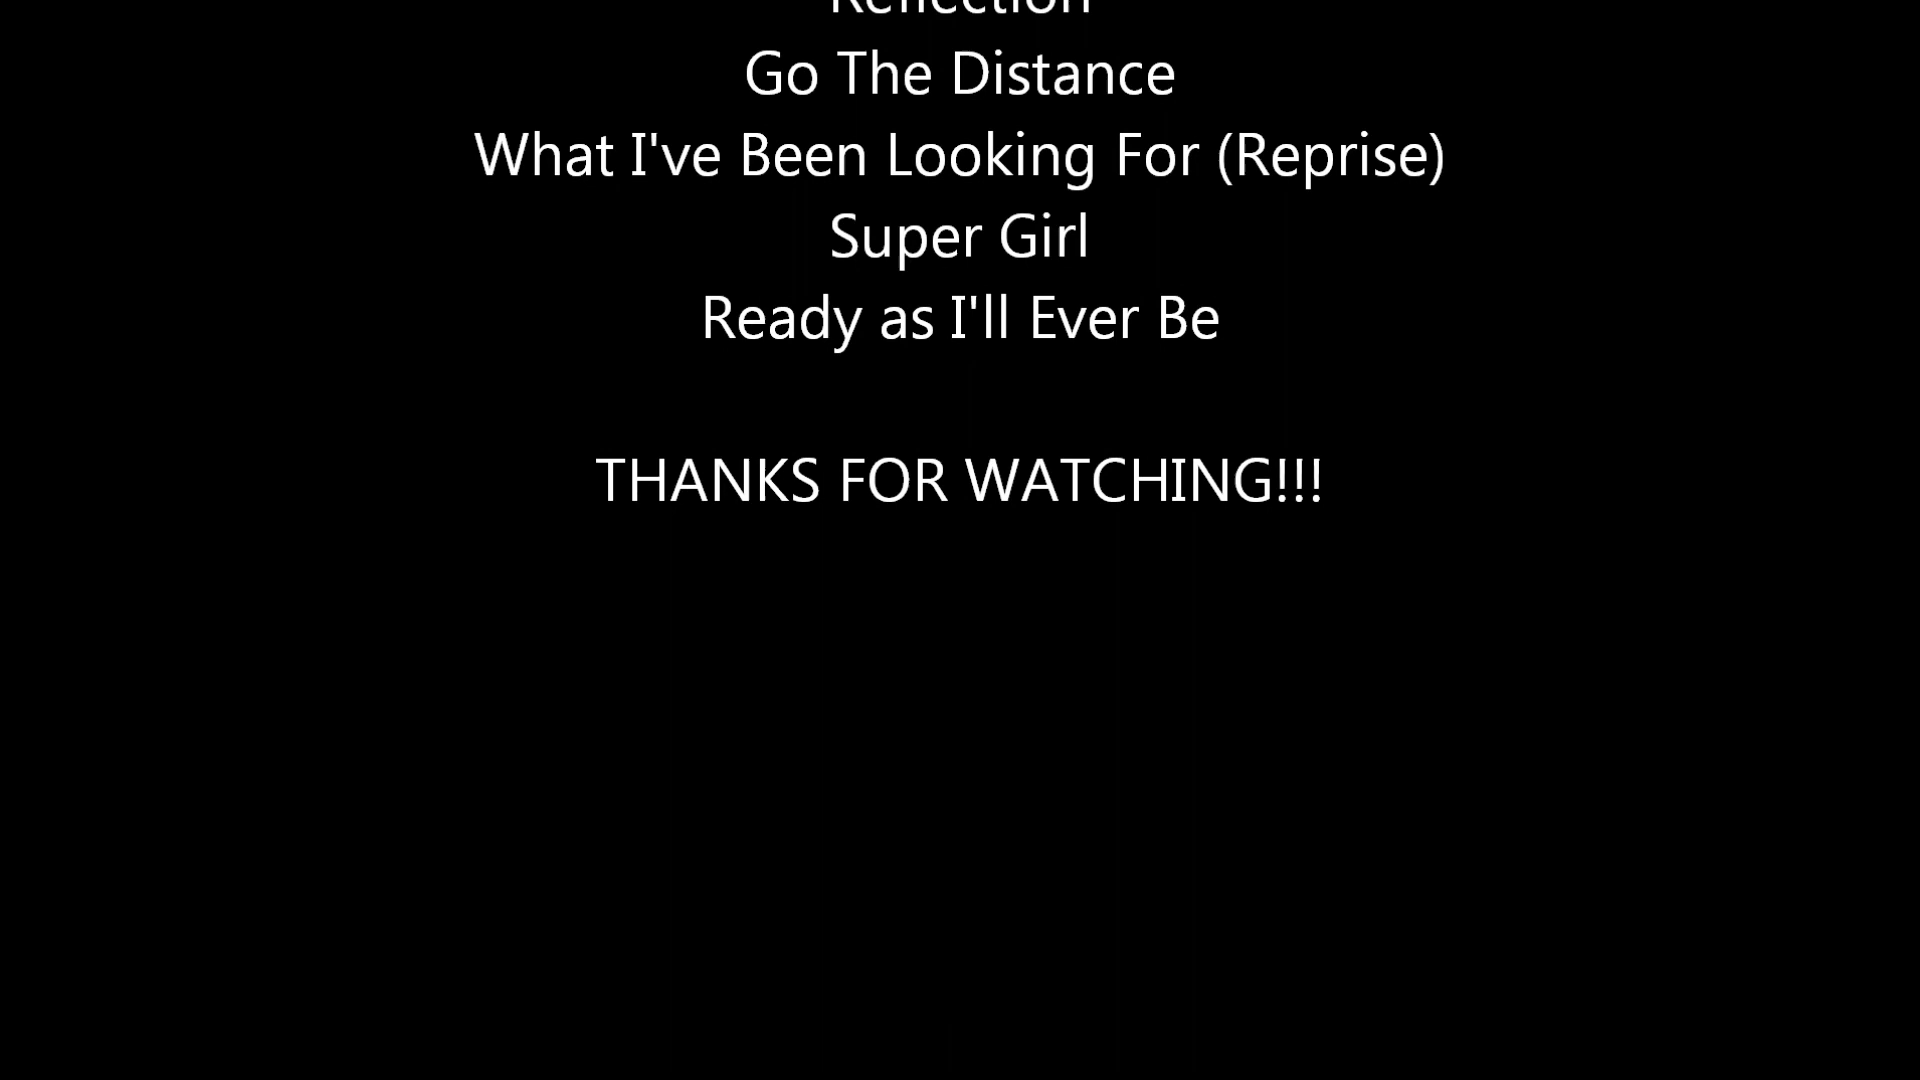 Reflection
Go The Distance
What I've Been Looking For (Reprise)
Super Girl
Ready as I'll Ever Be
THANKS FOR WATCHING!!!